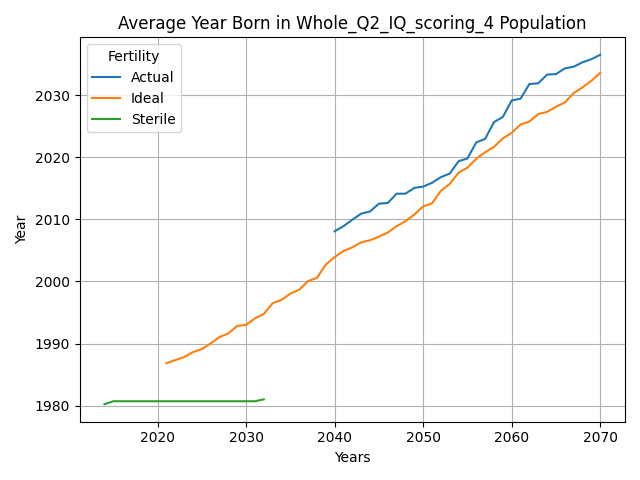 Average Year Born in Whole_Q2_IQ_scoring_4 Population
Fertility
Actual
Ideal
Sterile
2030
2020
2010
2000
1990
1980
Year
2020 2030 2040 2050 2060 2070
Years